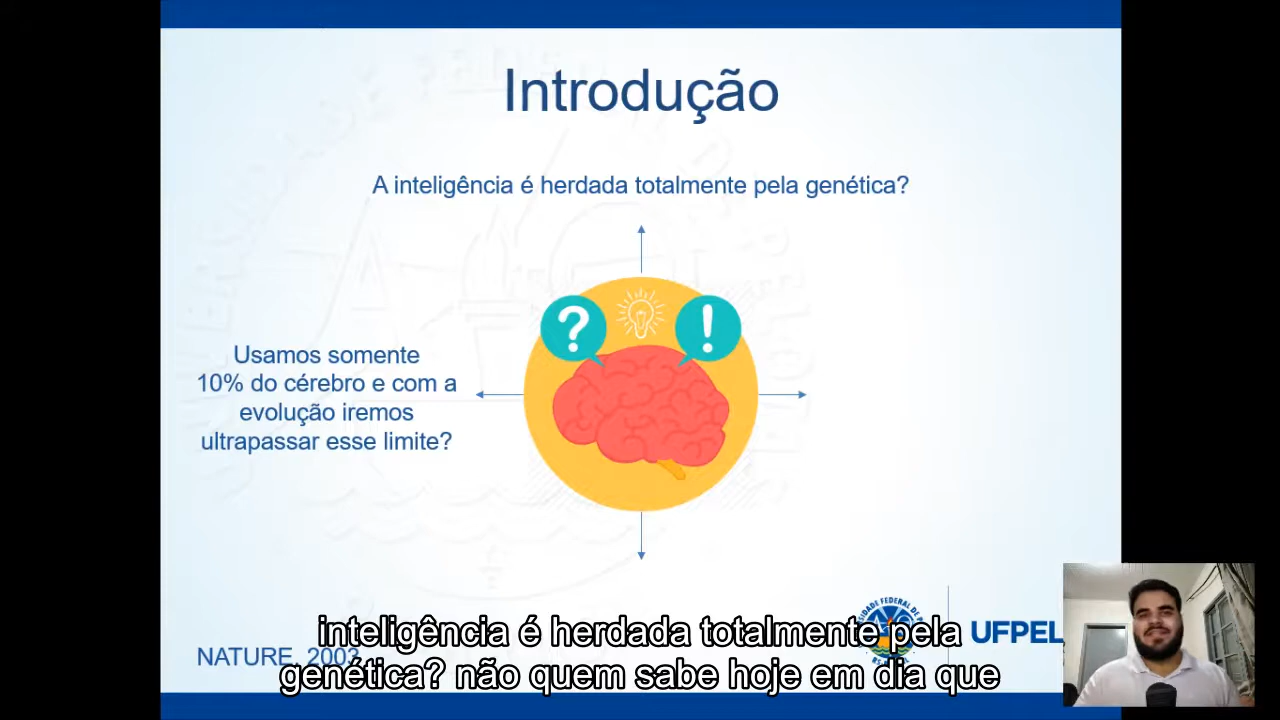 Introdução
A inteligência é herdada totalmente pela genética?
?
!
Usamos somente
10% do cérebro e com a
evolução iremos
ultrapassar esse limite?
UFPEL
NATURE, 2003
inteligência é herdada totalmente pela
genética? não quem sabe hoje em dia que